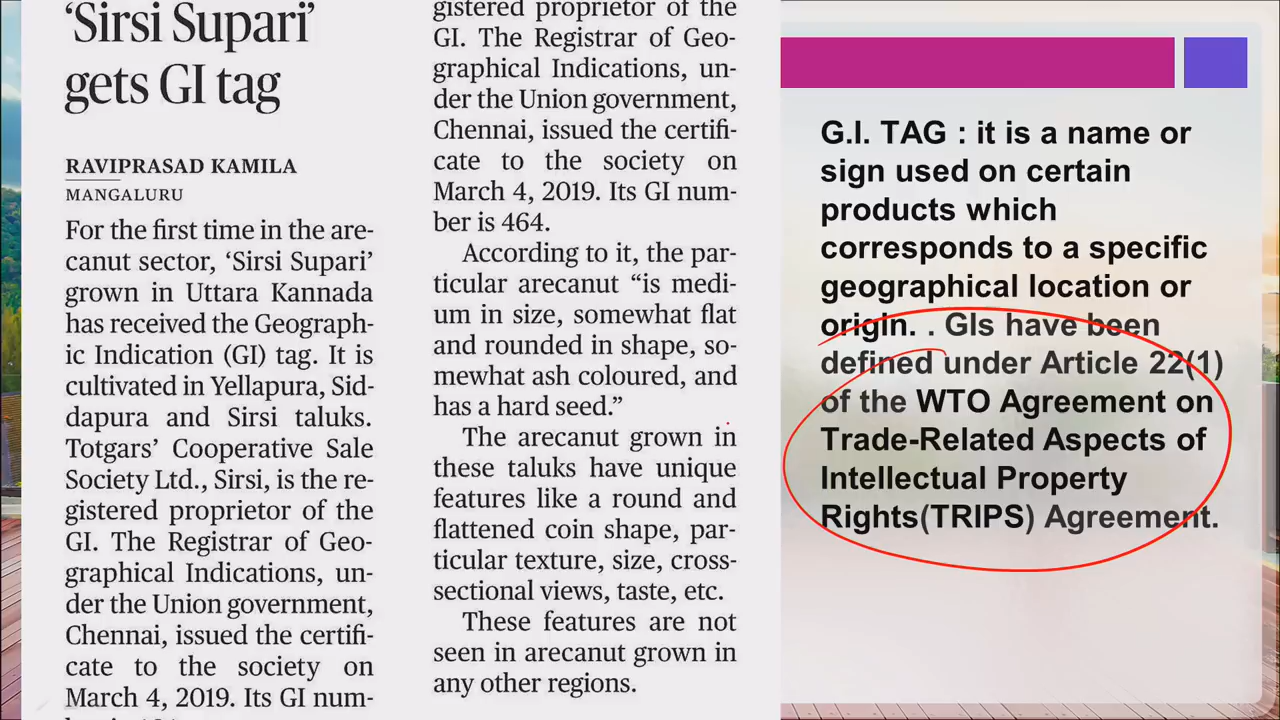 ‘Sirsi Supari’
gets GI tag
RAVIPRASAD KAMILA
MANGALURU
For the first time in the are-
canut sector, ‘Sirsi Supari’
grown in Uttara Kannada
has received the Geograph-
ic Indication (GI) tag. It is
cultivated in Yellapura, Sid-
dapura and Sirsi taluks.
Totgars’ Cooperative Sale
Society Ltd., Sirsi, is the re-
gistered proprietor of the
GI. The Registrar of Geo-
graphical Indications, un-
der the Union government,
Chennai, issued the certifi-
cate to the society on
March 4, 2019. Its GI num-
gistered proprietor of the
GI. The Registrar of Geo-
graphical Indications, un-
der the Union government,
Chennai, issued the certifi-
cate to the society on
March 4, 2019. Its GI num-
ber is 464.
According to it, the par-
ticular arecanut “is medi-
um in size, somewhat flat
and rounded in shape, so-
mewhat ash coloured, and
has a hard seed.”
The arecanut grown in
these taluks have unique
features like a round and
flattened coin shape, par-
ticular texture, size, cross-
sectional views, taste, etc.
These features are not
seen in arecanut grown in
any other regions.
G.I. TAG : it is a name or
sign used on certain
products which
corresponds to a specific
geographical location or
origin. . GIs have been
defined under Article 22(1)
of the WTO Agreement on
Trade-Related Aspects of
Intellectual Property
Rights(TRIPS) Agreement.